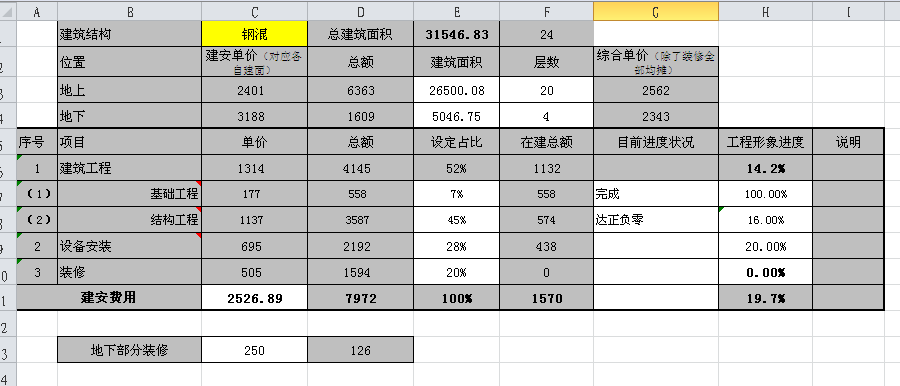 A B C D E F G H I
建筑结构 钢混 总建筑面积 31546.83 24
2 位置 建安单价（对应各自建面） 总额 建筑面积 层数 综合单价（除了装修全部均摊）
3 地上 2401 6363 26500.08 20 2562
4 地下 3188 1609 5046.75 4 2343
5 序号 项目 单价 总额 设定占比 在建总额 目前进度状况 工程形象进度 说明
6 1 建筑工程 1314 4145 52% 1132 14.2%
7 （1） 基础工程 177 558 7% 558 完成 100.00%
8 （2） 结构工程 1137 3587 45% 574 达正负零 16.00%
9 2 设备安装 695 2192 28% 438 20.00%
0 3 装修 505 1594 20% 0 0.00%
1 建安费用 2526.89 7972 100% 1570 19.7%
2
3 地下部分装修 250 126
4